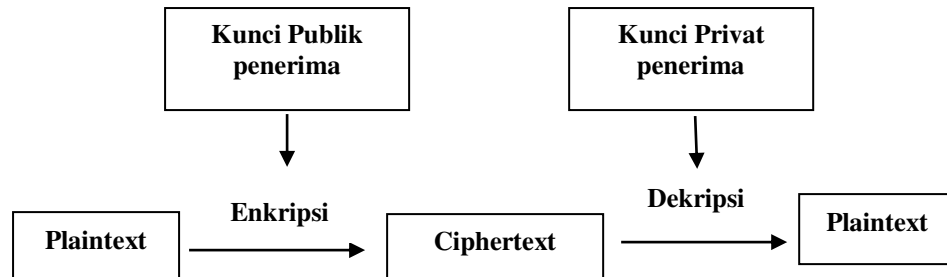 Kunci Publik
penerima
Kunci Privat
penerima
Enkripsi
Dekripsi
Plaintext
Ciphertext
Plaintext